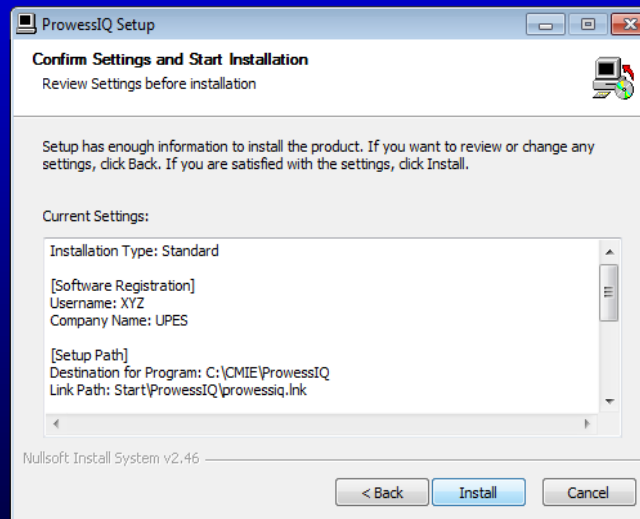 ProwessIQ Setup
Confirm Settings and Start Installation
Review Settings before installation
Setup has enough information to install the product. If you want to review or change any
settings, click Back. If you are satisfied with the settings, click Install.
Current Settings:
Installation Type: Standard
[Software Registration]
Username: XYZ
Company Name: UPES
[Setup Path]
Destination for Program: C:\CMIE\ProwessIQ
Link Path: Start\ProwessIQ\prowessiq.lnk
Nullsoft Install System v2.46
< Back Install Cancel